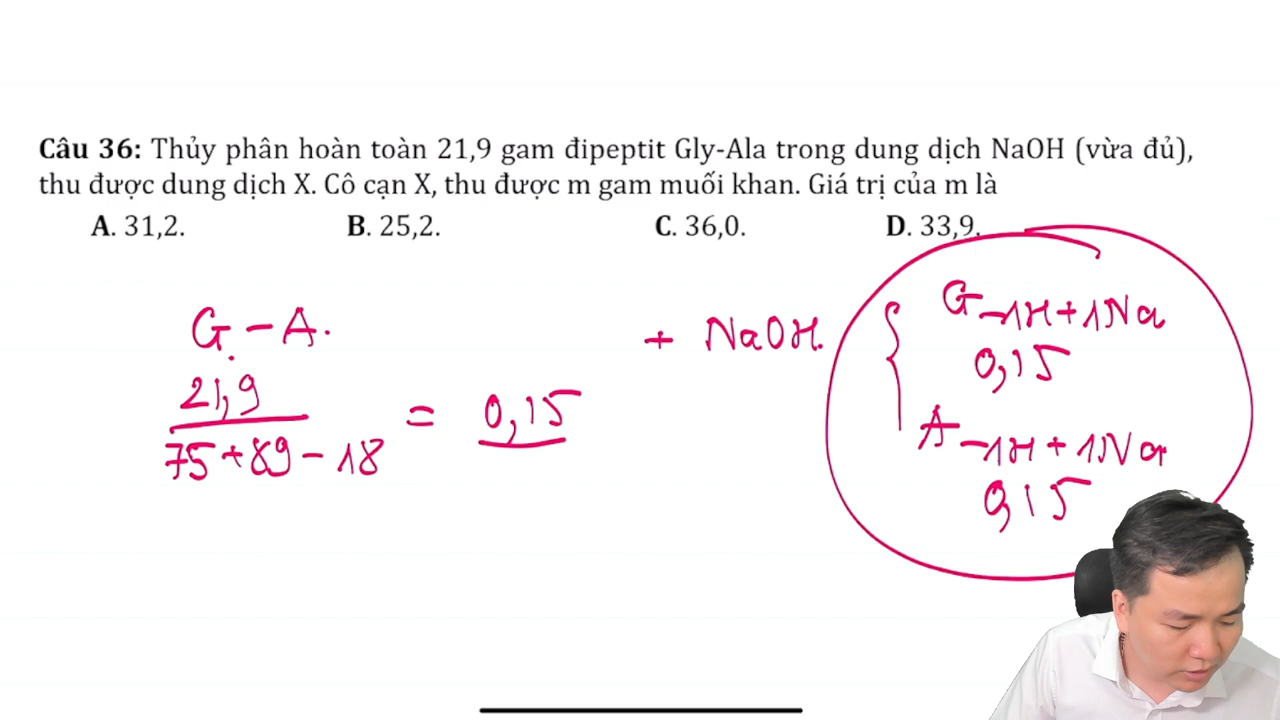 Câu 36: Thủy phân hoàn toàn 21,9 gam đipeptit Gly-Ala trong dung dịch NaOH (vừa đủ),
thu được dung dịch X. Cô cạn X, thu được m gam muối khan. Giá trị của m là
A. 31,2. B. 25,2. C. 36,0. D. 33,9.
G - A.
21,9
75+89-18
= 0,15
+ NaOH.
G -1H+1Na
0,15
A -1H+1Na
0,15